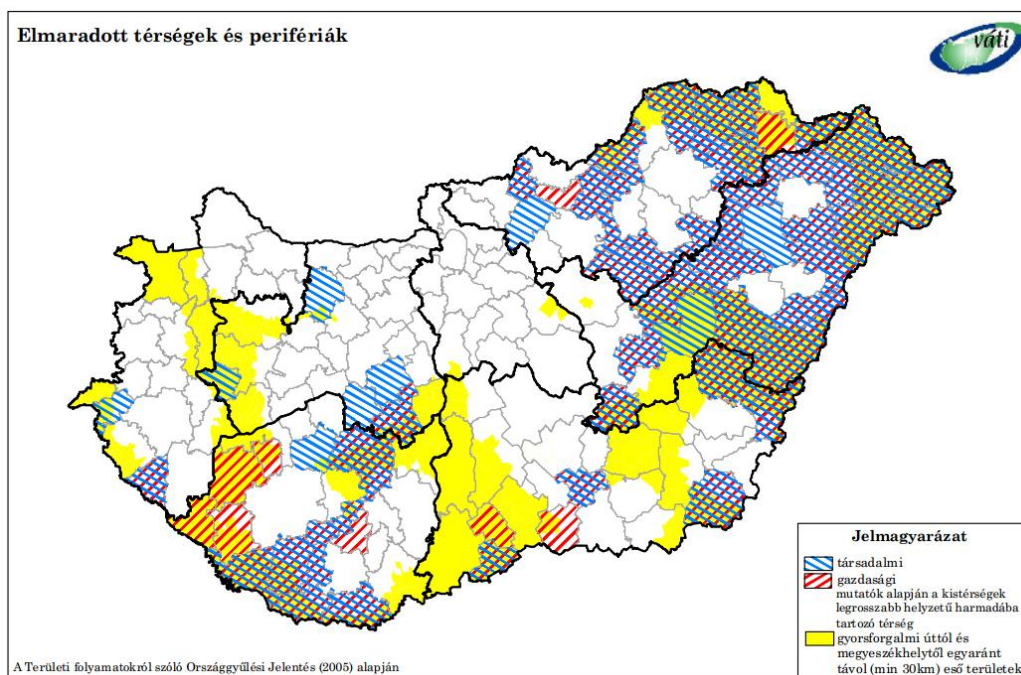 Elmaradott térségek és perifériák
váti
Jelmagyarázat
társadalmi
gazdasági
mutatók alapján a kistérségek
legrosszabb helyzetű harmadába
tartozó térség
gyorsforgalmi úttól és
megyeszékhelytől egyaránt
távol (min 30km) eső területek
A Területi folyamatokról szóló Országgyűlési Jelentés (2005) alapján